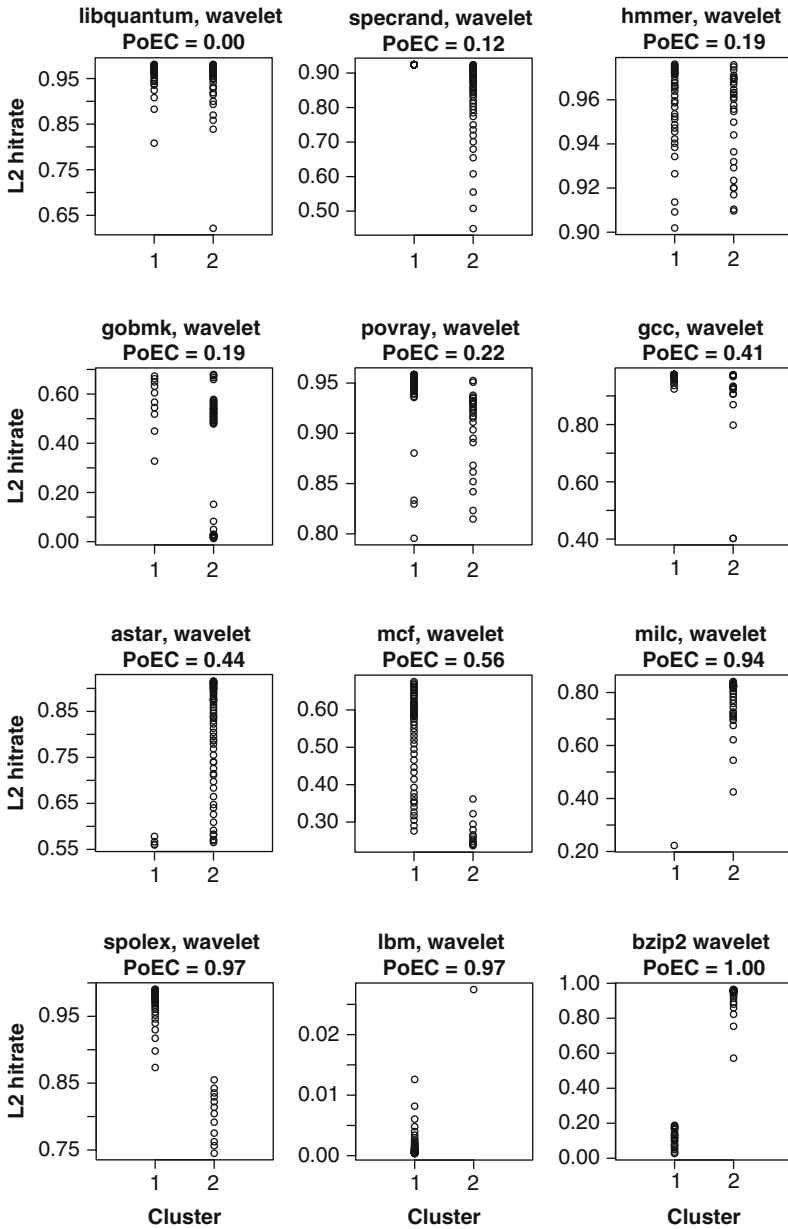 libquantum, wavelet
PoEC = 0.00
specrand, wavelet
PoEC = 0.12
hmmer, wavelet
PoEC = 0.19
L2 hitrate
0.95
0.85
0.75
0.65
1 2
0.90
0.80
0.70
0.60
0.50
1 2
0.96
0.94
0.92
0.90
1 2
gobmk, wavelet
PoEC = 0.19
povray, wavelet
PoEC = 0.22
gcc, wavelet
PoEC = 0.41
L2 hitrate
0.60
0.40
0.20
0.00
1 2
0.95
0.90
0.85
0.80
1 2
0.80
0.60
0.40
1 2
astar, wavelet
PoEC = 0.44
mcf, wavelet
PoEC = 0.56
milc, wavelet
PoEC = 0.94
L2 hitrate
0.85
0.75
0.65
0.55
1 2
0.60
0.50
0.40
0.30
1 2
0.80
0.60
0.40
0.20
1 2
spolex, wavelet
PoEC = 0.97
lbm, wavelet
PoEC = 0.97
bzip2 wavelet
PoEC = 1.00
L2 hitrate
0.95
0.85
0.75
1 2
Cluster
0.02
0.01
0.00
1 2
Cluster
1.00
0.80
0.60
0.40
0.20
0.00
1 2
Cluster